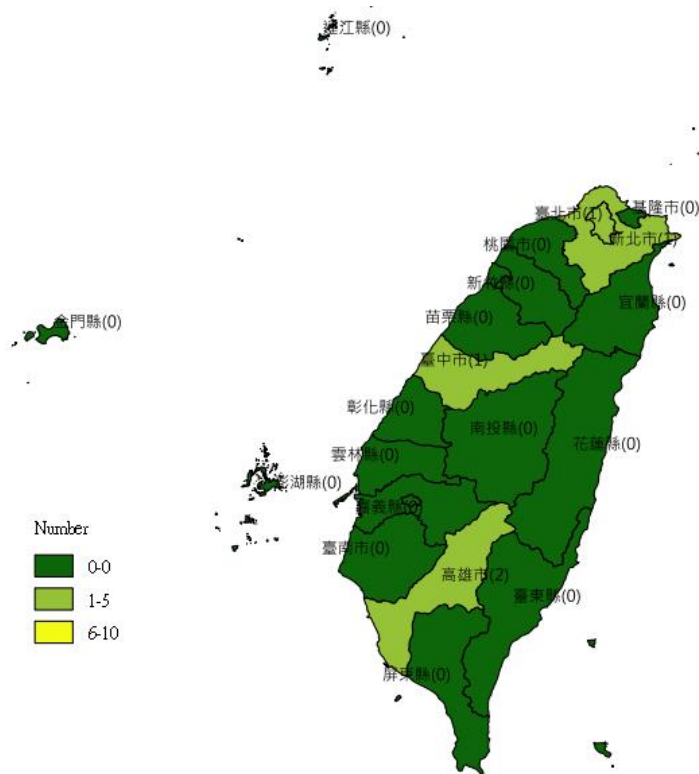 連江縣(0)
基隆市(0)
臺北市(1)
新北市(1)
桃園市(0)
新竹縣(0)
宜蘭縣(0)
苗栗縣(0)
金門縣(0)
臺中市(1)
彰化縣(0)
南投縣(0)
花蓮縣(0)
雲林縣(0)
澎湖縣(0)
嘉義縣(0)
臺南市(0)
高雄市(2)
臺東縣(0)
屏東縣(0)
Number
0-0
1-5
6-10